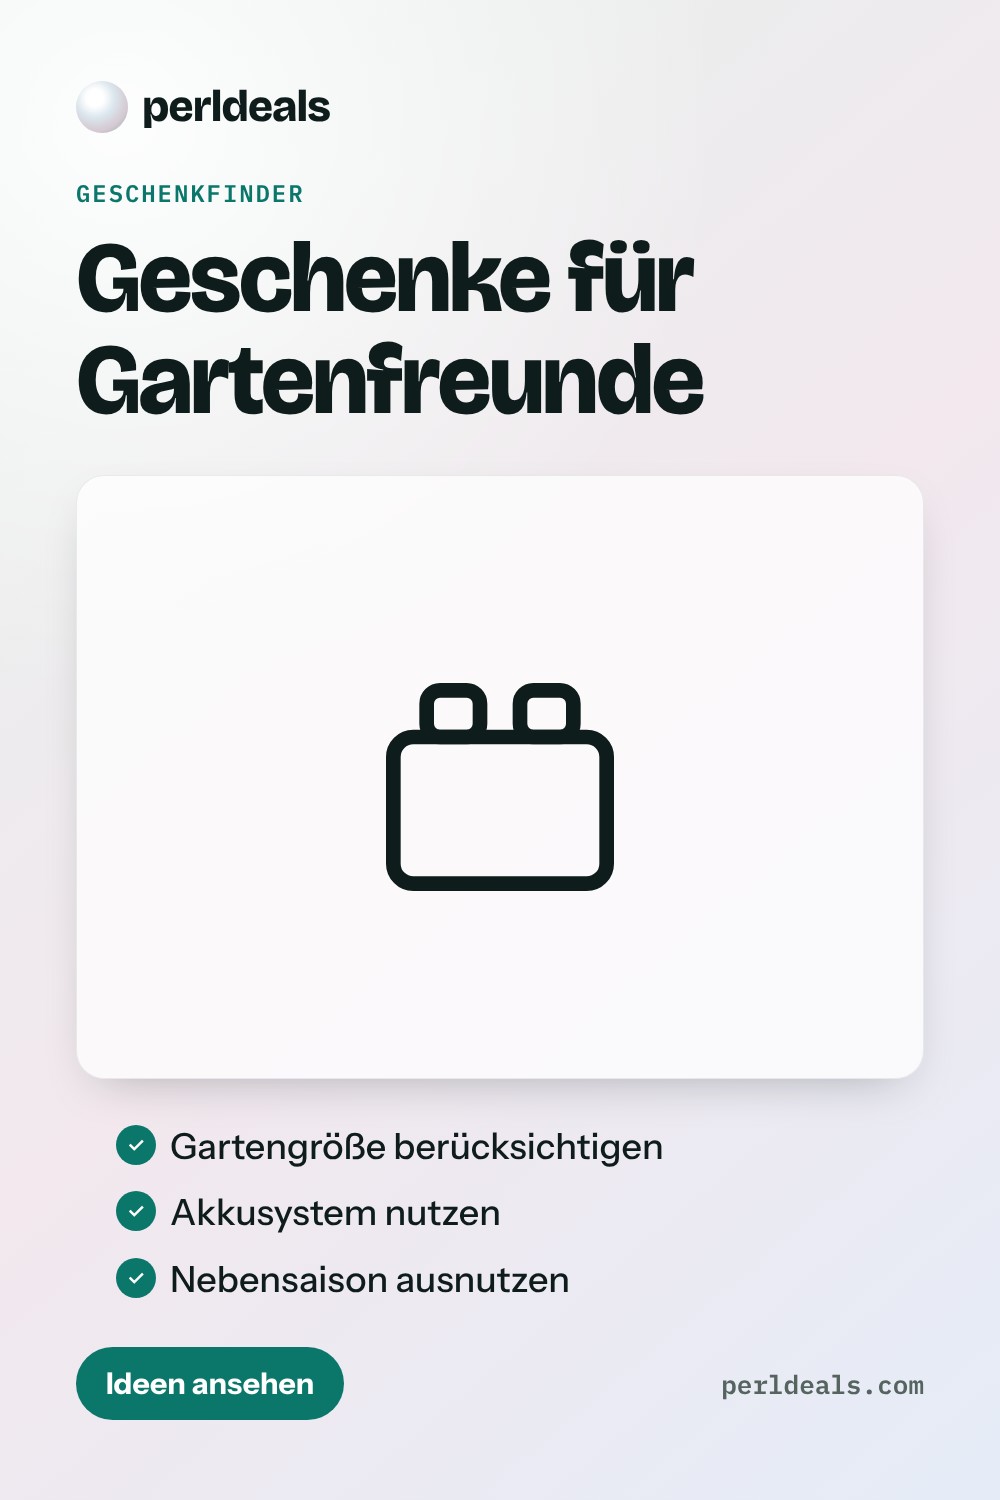 perldeals
GESCHENKFINDER
Geschenke für
Gartenfreunde
Gartengröße berücksichtigen
Akkusystem nutzen
Nebensaison ausnutzen
Ideen ansehen
perldeals.com